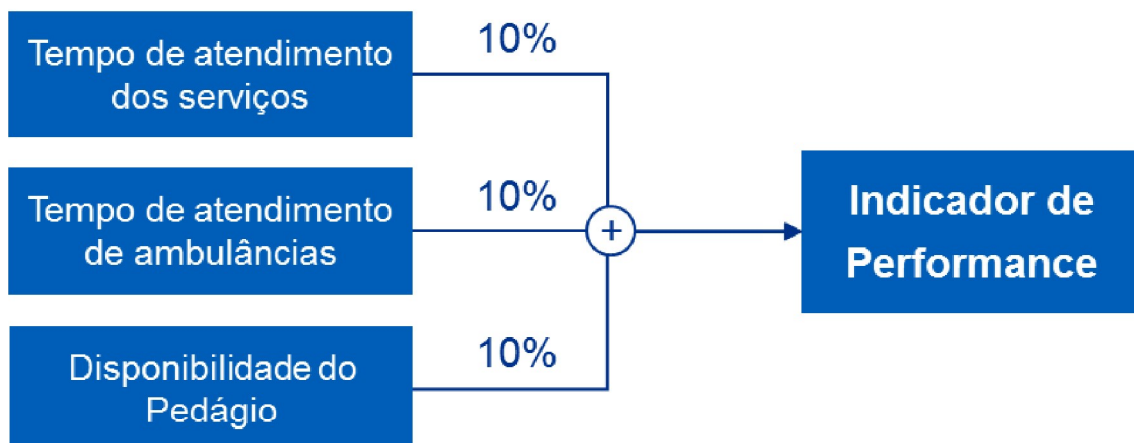 Tempo de atendimento
dos serviços
10%
Tempo de atendimento
de ambulâncias
10%
Disponibilidade do
Pedágio
10%
+
Indicador de
Performance